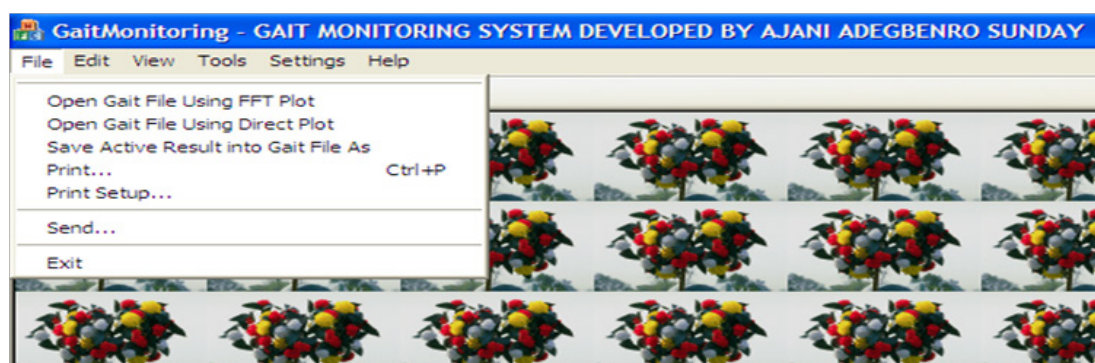 GaitMonitoring - GAIT MONITORING SYSTEM DEVELOPED BY AJANI ADEGBENRO SUNDAY
File Edit View Tools Settings Help
Open Gait File Using FFT Plot
Open Gait File Using Direct Plot
Save Active Result into Gait File As
Print... Ctrl+P
Print Setup...
Send...
Exit